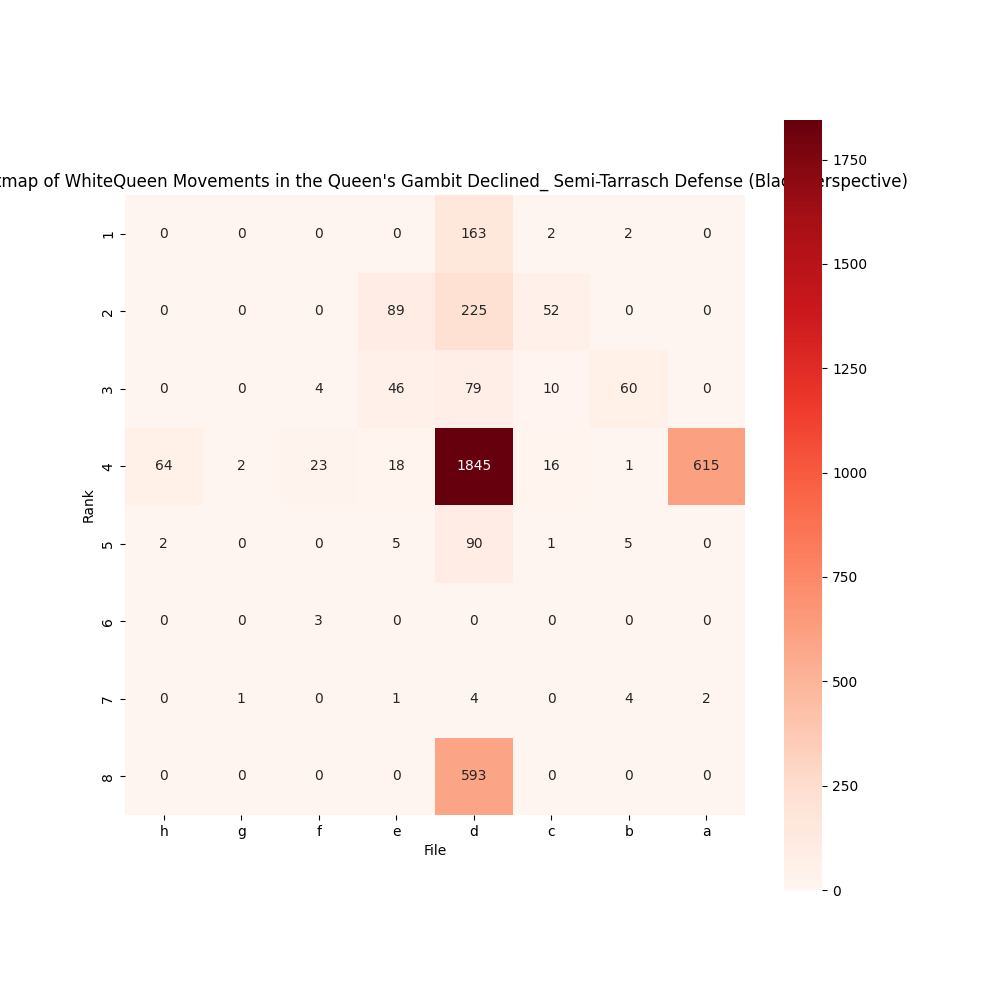 tmap of WhiteQueen Movements in the Queen's Gambit Declined_ Semi-Tarrasch Defense (Black Perspective)
1750
1 0 0 0 0 163 2 2 0
1500
2 0 0 0 89 225 52 0 0
1250
3 0 0 4 46 79 10 60 0
4 64 2 23 18 1845 16 1 615
1000
Rank
5 2 0 0 5 90 1 5 0
750
6 0 0 3 0 0 0 0 0
500
7 0 1 0 1 4 0 4 2
8 0 0 0 0 593 0 0 0
250
h g f e d c b a
File
0